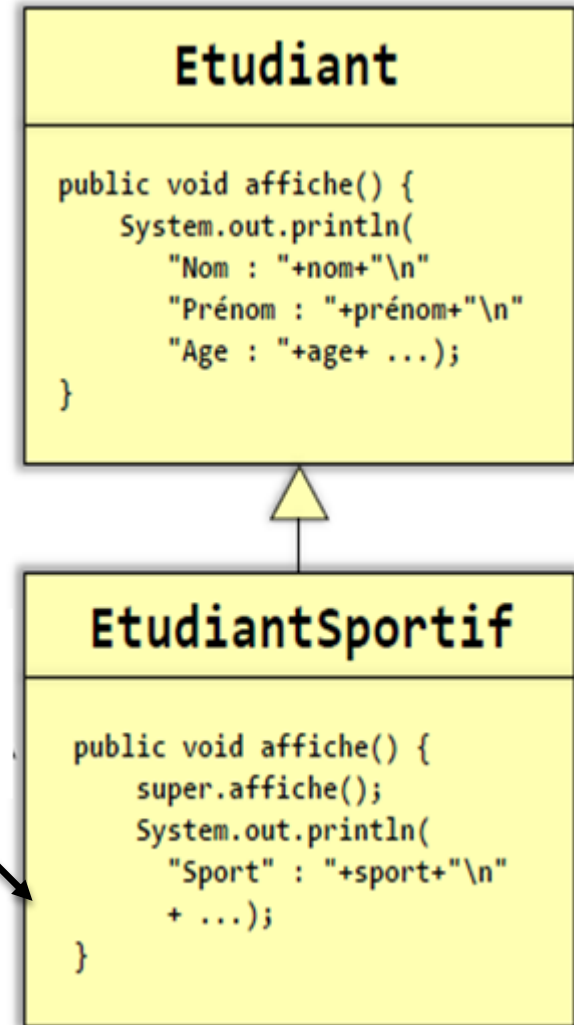 Etudiant
public void affiche() {
System.out.println(
"Nom : "+nom+"\n"
"Prénom : "+prénom+"\n"
"Age : "+age+ ...);
}
EtudiantSportif
public void affiche() {
super.affiche();
System.out.println(
"Sport" : "+sport+"\n"
+ ...);
}